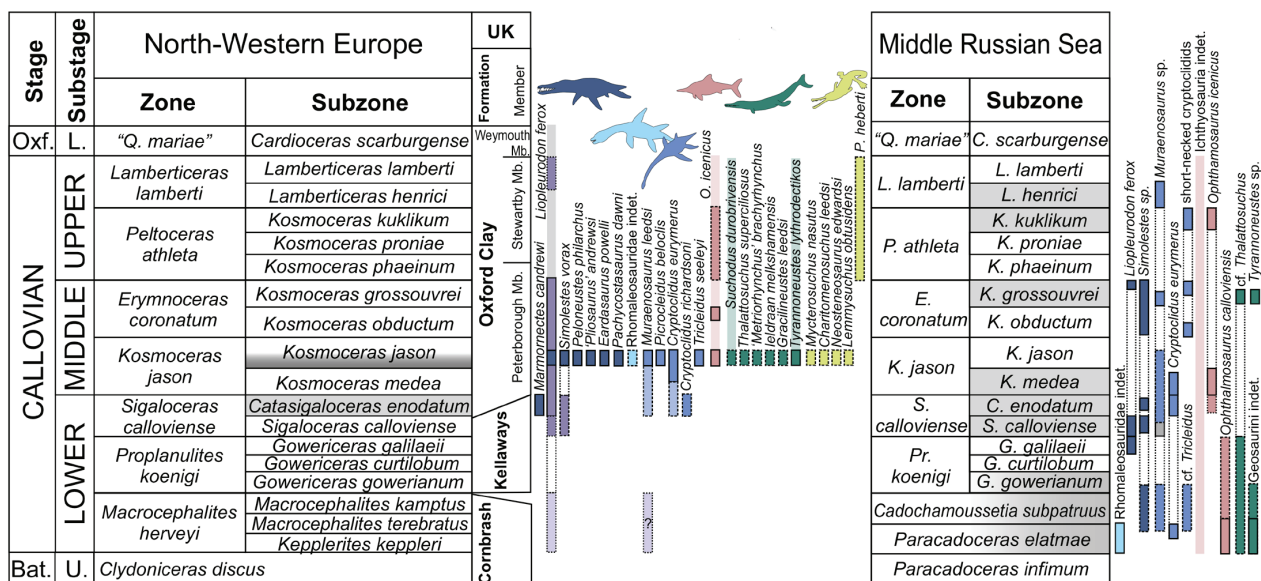 Stage
Substage
North-Western Europe
Zone
Subzone
UK
Formation
Member
Middle Russian Sea
Zone
Subzone
Oxf.
L.
"Q. mariae"
Cardioceras scarburgense
Weymouth
Mb.
"Q. mariae"
C. scarburgense
CALLOVIAN
UPPER
MIDDLE
LOWER
Lamberticeras
lamberti
Lamberticeras lamberti
Lamberticeras henrici
Peltoceras
athleta
Kosmoceras kuklikum
Kosmoceras proniae
Kosmoceras phaeinum
Erymnoceras
coronatum
Kosmoceras grossouvrei
Kosmoceras obductum
Kosmoceras
jason
Kosmoceras jason
Kosmoceras medea
Sigaloceras
calloviense
Catasigaloceras enodatum
Sigaloceras calloviense
Proplanulites
koenigi
Gowericeras galilaeii
Gowericeras curtilobum
Gowericeras gowerianum
Macrocephalites
herveyi
Macrocephalites kamptus
Macrocephalites terebratus
Kepplerites keppleri
Bat.
U.
Clydoniceras discus
Oxford Clay
Stewartby Mb.
Peterborough Mb.
Kellaways
Cornbrash
Marmornectes candrewi
Liopleurodon ferox
Simolestes vorax
Peloneustes philarchus
'Pliosaurus' andrewsi
Eardasaurus powelli
Pachycostasaurus dawni
Rhomaleosauridae indet.
Muraenosaurus leedsi
Picrocleidus beloclis
Cryptoclidus eurymerus
Cryptoclidus richardsoni
Tricleidus seeleyi
O. icenicus
Suchodus durobrivensis
Thalattosuchus superciliosus
'Metriorhynchus' brachyrhynchus
Ieldraan melkshamensis
Gracilineustes leedsi
Tyrannoneustes lythrodectikos
Mycterosuchus nasutus
Charitomenosuchus leedsi
Neosteneosaurus edwardsi
Lemmysuchus obtusidens
P. heberti
?
L. lamberti
L. lamberti
L. henrici
P. athleta
K. kuklikum
K. proniae
K. phaeinum
E.
coronatum
K. grossouvrei
K. obductum
K. jason
K. jason
K. medea
S.
calloviense
C. enodatum
S. calloviense
Pr.
koenigi
G. galilaeii
G. curtilobum
G. gowerianum
Cadochamoussetia subpatruus
Paracadoceras elatmae
Paracadoceras infimum
Rhomaleosauridae indet.
Liopleurodon ferox
Simolestes sp.
Muraenosaurus sp.
Cryptoclidus eurymerus
cf. Tricleidus
short-necked cryptoclidids
Ichthyosauria indet.
Ophthamosaurus icenicus
Ophthalmosaurus calloviensis
cf. Thalattosuchus
Tyranneustes sp.
Geosaurini indet.